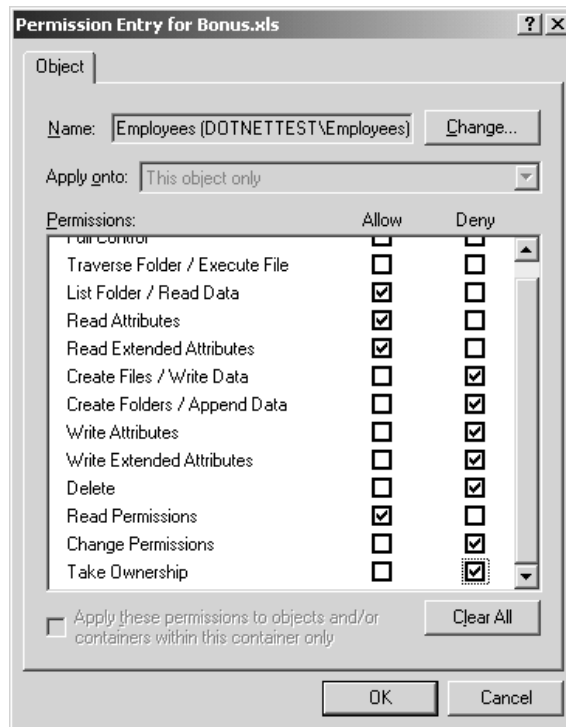 Permission Entry for Bonus.xls
Object
Name: Employees (DOTNETTEST\Employees) Change...
Apply onto: This object only
Permissions: Allow Deny
Full Control
Traverse Folder / Execute File
List Folder / Read Data
Read Attributes
Read Extended Attributes
Create Files / Write Data
Create Folders / Append Data
Write Attributes
Write Extended Attributes
Delete
Read Permissions
Change Permissions
Take Ownership
Apply these permissions to objects and/or Clear All
containers within this container only
OK Cancel